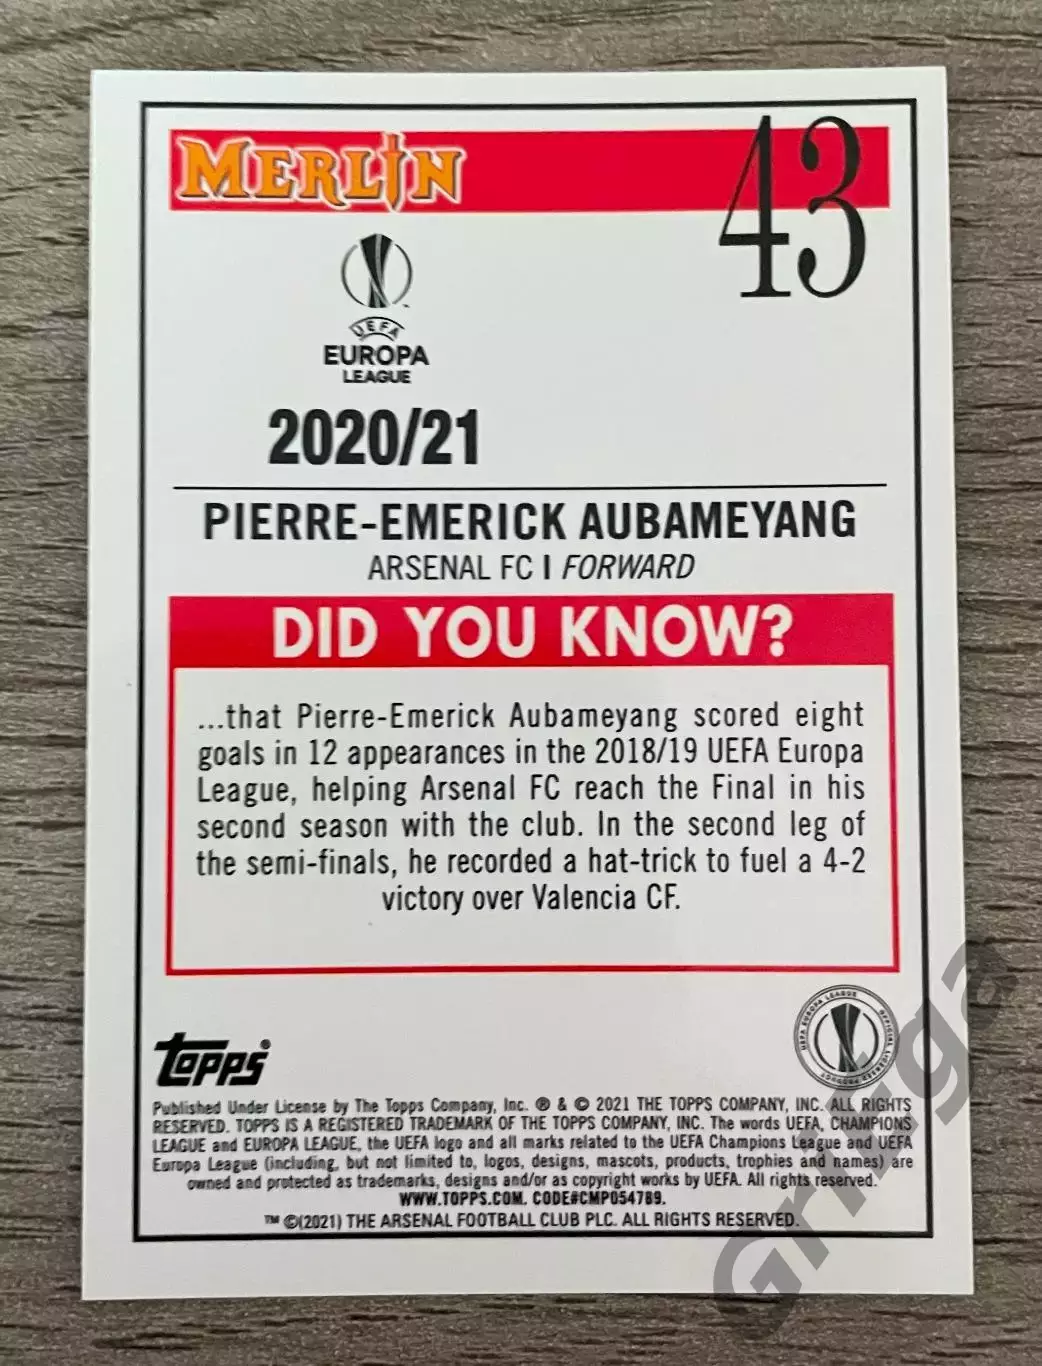 MERLIN
43
UEFA
EUROPA
LEAGUE
2020/21
PIERRE-EMERICK AUBAMEYANG
ARSENAL FC | FORWARD
DID YOU KNOW?
...that Pierre-Emerick Aubameyang scored eight
goals in 12 appearances in the 2018/19 UEFA Europa
League, helping Arsenal FC reach the Final in his
second season with the club. In the second leg of
the semi-finals, he recorded a hat-trick to fuel a 4-2
victory over Valencia CF.
UEFA EUROPA LEAGUE OFFICIAL LICENSED PRODUCT
Topps
Published Under License by The Topps Company, Inc. ® & © 2021 THE TOPPS COMPANY, INC. ALL RIGHTS
RESERVED. TOPPS IS A REGISTERED TRADEMARK OF THE TOPPS COMPANY, INC. The words UEFA, CHAMPIONS
LEAGUE and EUROPA LEAGUE, the UEFA logo and all marks related to the UEFA Champions League and UEFA
Europa League (including, but not limited to, logos, designs, mascots, products, trophies and names) are
owned and protected as trademarks, designs and/or as copyright works by UEFA. All rights reserved.
WWW.TOPPS.COM. CODE#CMP054789.
™ ©(2021) THE ARSENAL FOOTBALL CLUB PLC. ALL RIGHTS RESERVED.